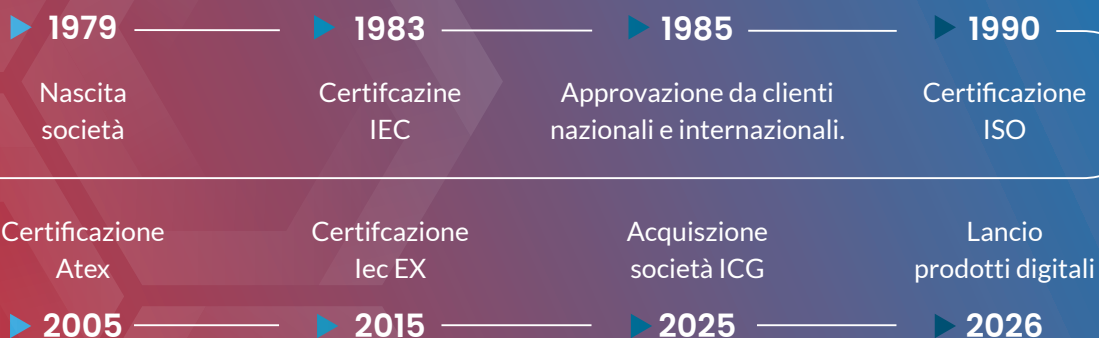 1979
1983
1985
1990
Nascita
società
Certifcazine
IEC
Approvazione da clienti
nazionali e internazionali.
Certificazione
ISO
Certificazione
Atex
Certifcazione
Iec EX
Acquiszione
società ICG
Lancio
prodotti digitali
2005
2015
2025
2026